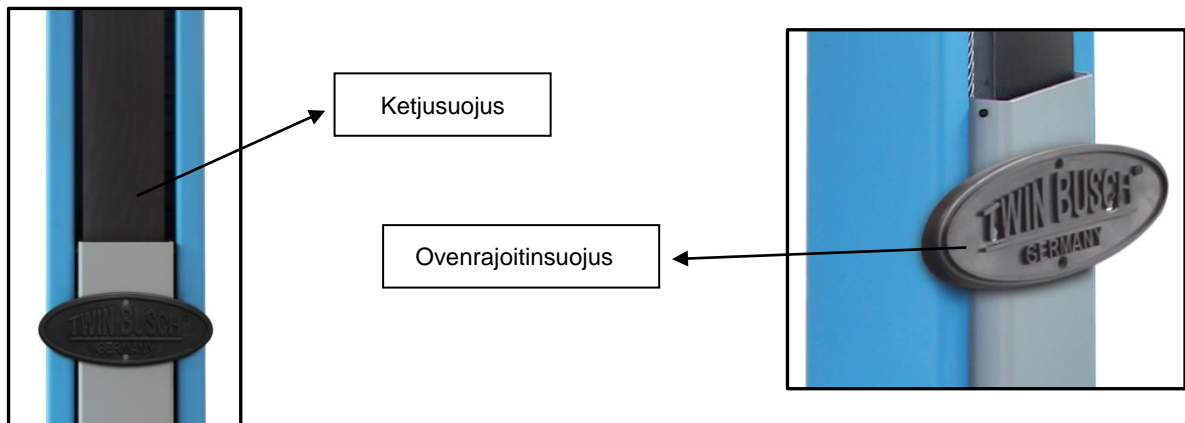 Ketjusuojus
TWIN BUSCH®
GERMANY
Ovenrajoitinsuojus
TWIN BUSCH®
GERMANY